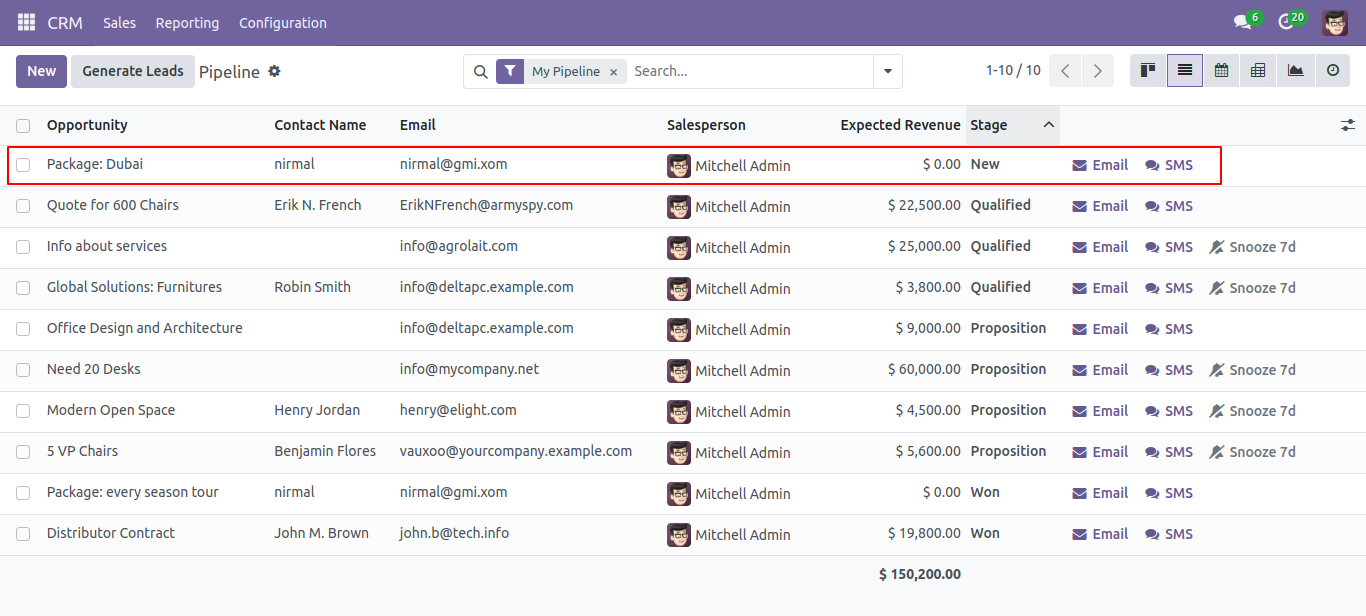 CRM Sales Reporting Configuration 6 20
New Generate Leads Pipeline My Pipeline × Search... 1-10 / 10
Opportunity Contact Name Email Salesperson Expected Revenue Stage
Package: Dubai nirmal nirmal@gmi.xom Mitchell Admin $ 0.00 New Email SMS
Quote for 600 Chairs Erik N. French ErikNFrench@armyspy.com Mitchell Admin $ 22,500.00 Qualified Email SMS
Info about services info@agrolait.com Mitchell Admin $ 25,000.00 Qualified Email SMS Snooze 7d
Global Solutions: Furnitures Robin Smith info@deltapc.example.com Mitchell Admin $ 3,800.00 Qualified Email SMS Snooze 7d
Office Design and Architecture info@deltapc.example.com Mitchell Admin $ 9,000.00 Proposition Email SMS
Need 20 Desks info@mycompany.net Mitchell Admin $ 60,000.00 Proposition Email SMS Snooze 7d
Modern Open Space Henry Jordan henry@elight.com Mitchell Admin $ 4,500.00 Proposition Email SMS Snooze 7d
5 VP Chairs Benjamin Flores vauxoo@yourcompany.example.com Mitchell Admin $ 5,600.00 Proposition Email SMS Snooze 7d
Package: every season tour nirmal nirmal@gmi.xom Mitchell Admin $ 0.00 Won Email SMS
Distributor Contract John M. Brown john.b@tech.info Mitchell Admin $ 19,800.00 Won Email SMS
$ 150,200.00